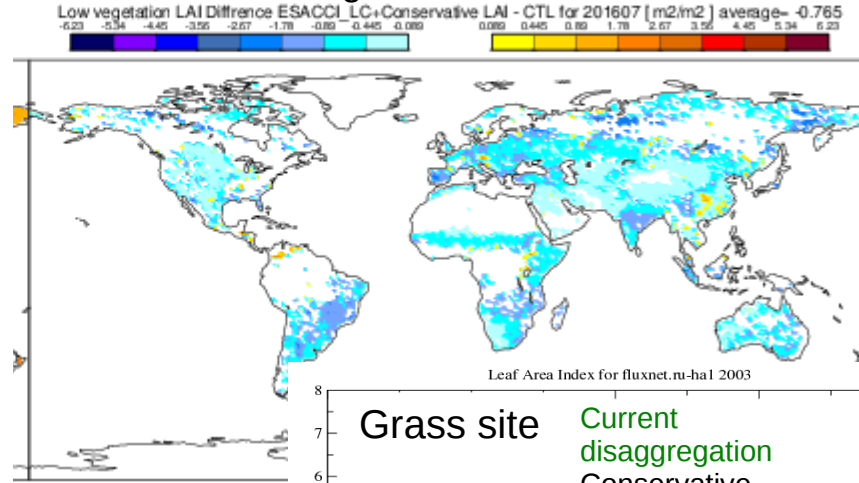 Low vegetation LAI Diffrence ESACCI_LC+Conservative LAI - CTL for 201607 [ m2/m2 ] average= -0.765
-6.23 -5.34 -4.45 -3.56 -2.67 -1.78 -0.89 -0.445 -0.089 0.089 0.445 0.89 1.78 2.67 3.56 4.45 5.34 6.23
Leaf Area Index for fluxnet.ru-ha1 2003
8
Grass site
Current
7
disaggregation
Conservative
6